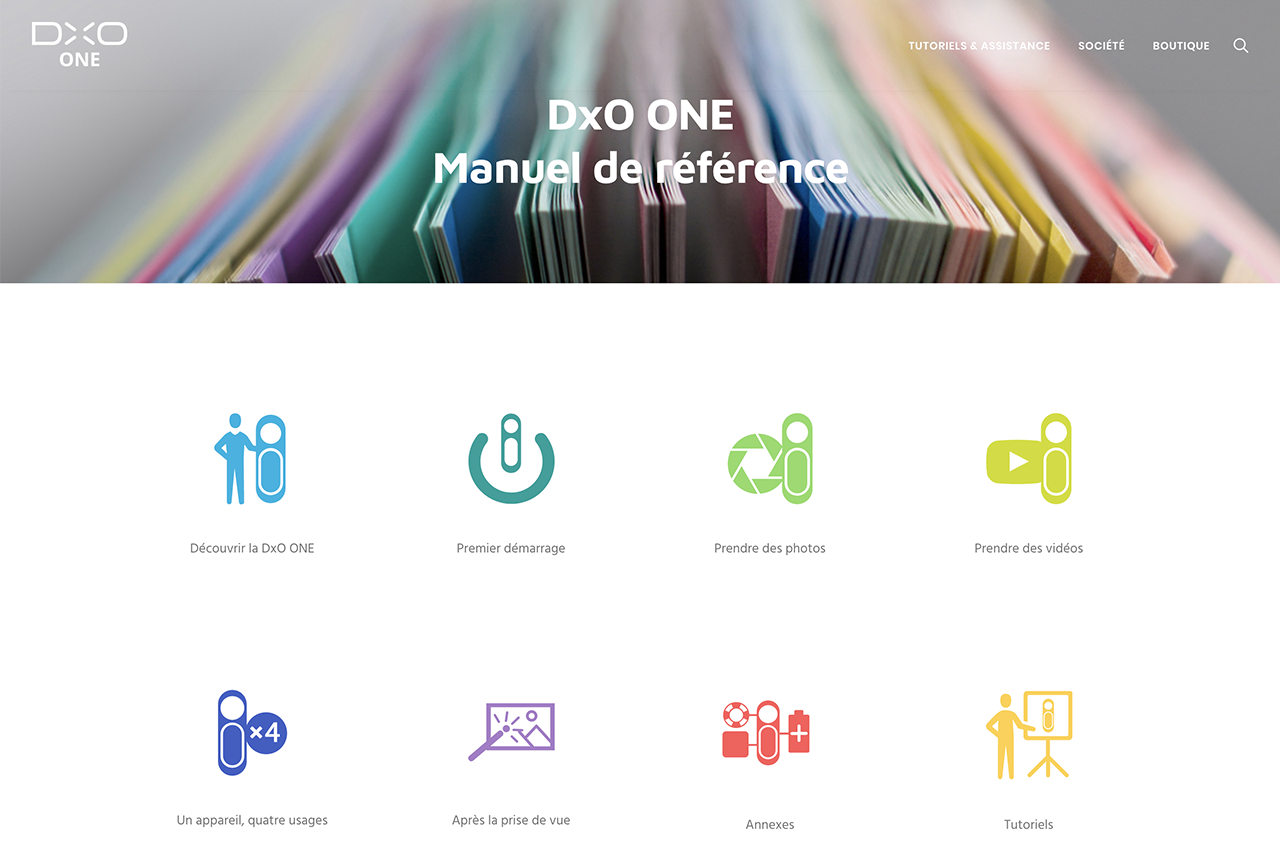 DXO
ONE
TUTORIELS & ASSISTANCE
SOCIÉTÉ
BOUTIQUE
DxO ONE
Manuel de référence
Découvrir la DxO ONE
Premier démarrage
Prendre des photos
Prendre des vidéos
×4
Un appareil, quatre usages
Après la prise de vue
Annexes
Tutoriels